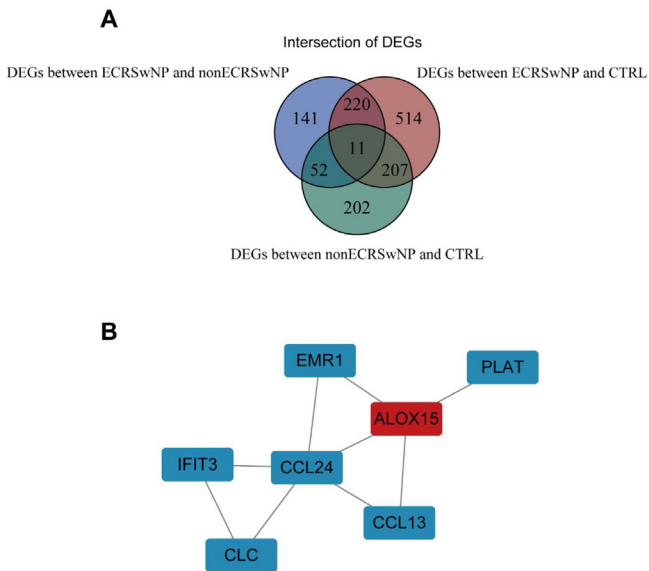 A
Intersection of DEGs
DEGs between ECRSwNP and nonECRSwNP
DEGs between ECRSwNP and CTRL
141
220
514
11
52
207
202
DEGs between nonECRSwNP and CTRL
B
EMR1
PLAT
ALOX15
IFIT3
CCL24
CCL13
CLC